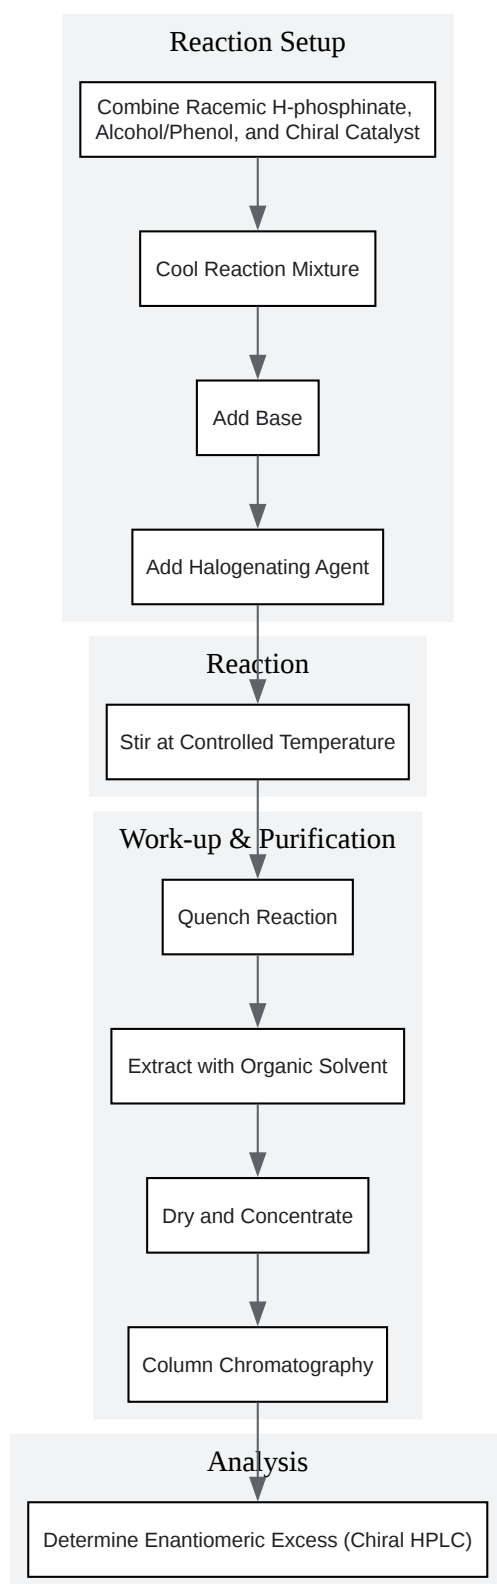 Reaction Setup
Combine Racemic H-phosphinate,
Alcohol/Phenol, and Chiral Catalyst
Cool Reaction Mixture
Add Base
Add Halogenating Agent
Reaction
Stir at Controlled Temperature
Work-up & Purification
Quench Reaction
Extract with Organic Solvent
Dry and Concentrate
Column Chromatography
Analysis
Determine Enantiomeric Excess (Chiral HPLC)